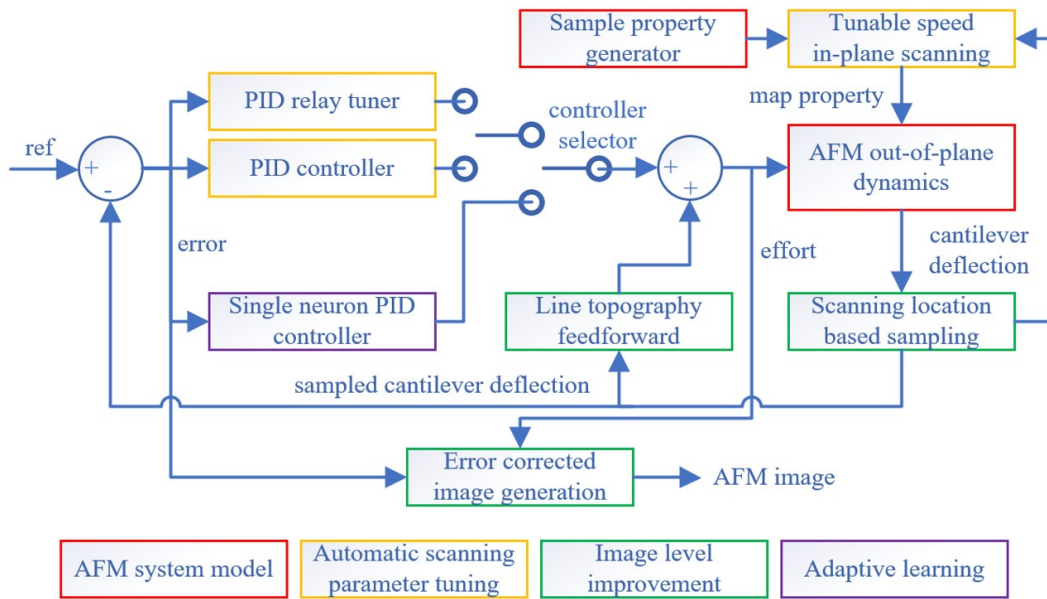 Sample property
generator
Tunable speed
in-plane scanning
PID relay tuner
map property
controller
selector
ref
+
-
PID controller
+
+
AFM out-of-plane
dynamics
error
effort
cantilever
deflection
Single neuron PID
controller
Line topography
feedforward
Scanning location
based sampling
sampled cantilever deflection
Error corrected
image generation
AFM image
AFM system model
Automatic scanning
parameter tuning
Image level
improvement
Adaptive learning